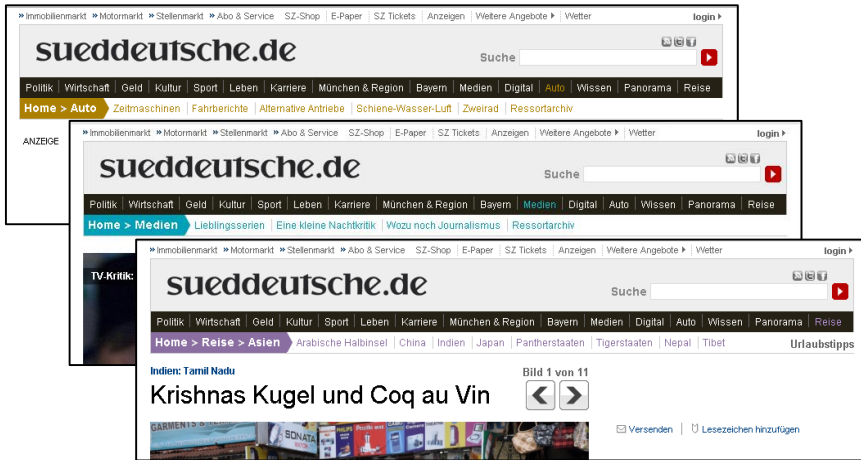 » Immobilienmarkt » Motormarkt » Stellenmarkt » Abo & Service SZ-Shop | E-Paper | SZ Tickets | Anzeigen | Weitere Angebote | Wetter login
sueddeutsche.de
Suche
Politik | Wirtschaft | Geld | Kultur | Sport | Leben | Karriere | München & Region | Bayern | Medien | Digital | Auto | Wissen | Panorama | Reise
Home > Auto Zeitmaschinen | Fahrberichte | Alternative Antriebe | Schiene-Wasser-Luft | Zweirad | Ressortarchiv
ANZEIGE
» Immobilienmarkt » Motormarkt » Stellenmarkt » Abo & Service SZ-Shop | E-Paper | SZ Tickets | Anzeigen | Weitere Angebote | Wetter login
sueddeutsche.de
Suche
Politik | Wirtschaft | Geld | Kultur | Sport | Leben | Karriere | München & Region | Bayern | Medien | Digital | Auto | Wissen | Panorama | Reise
Home > Medien Lieblingsserien | Eine kleine Nachtkritik | Wozu noch Journalismus | Ressortarchiv
TV-Kritik:
» Immobilienmarkt » Motormarkt » Stellenmarkt » Abo & Service SZ-Shop | E-Paper | SZ Tickets | Anzeigen | Weitere Angebote | Wetter login
sueddeutsche.de
Suche
Politik | Wirtschaft | Geld | Kultur | Sport | Leben | Karriere | München & Region | Bayern | Medien | Digital | Auto | Wissen | Panorama | Reise
Home > Reise > Asien Arabische Halbinsel | China | Indien | Japan | Pantherstaaten | Tigerstaaten | Nepal | Tibet Urlaubstipps
Indien: Tamil Nadu Bild 1 von 11
Krishnas Kugel und Coq au Vin
GARMENTS & SONATA PHILIPS
Versenden | Lesezeichen hinzufügen